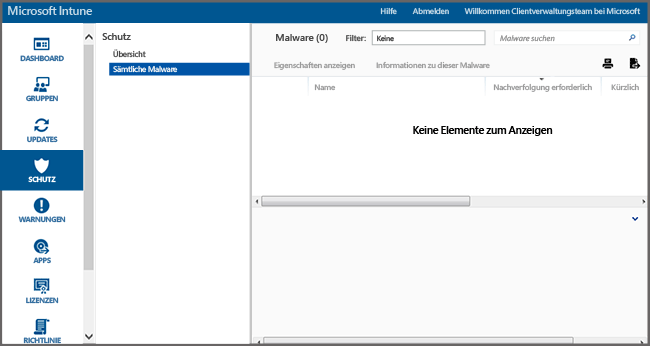 Microsoft Intune
Hilfe Abmelden Willkommen Clientverwaltungsteam bei Microsoft
DASHBOARD
GRUPPEN
UPDATES
SCHUTZ
WARNUNGEN
APPS
LIZENZEN
RICHTLINIE
Schutz
Übersicht
Sämtliche Malware
Malware (0) Filter: Keine Malware suchen
Eigenschaften anzeigen Informationen zu dieser Malware
Name Nachverfolgung erforderlich Kürzlich
Keine Elemente zum Anzeigen